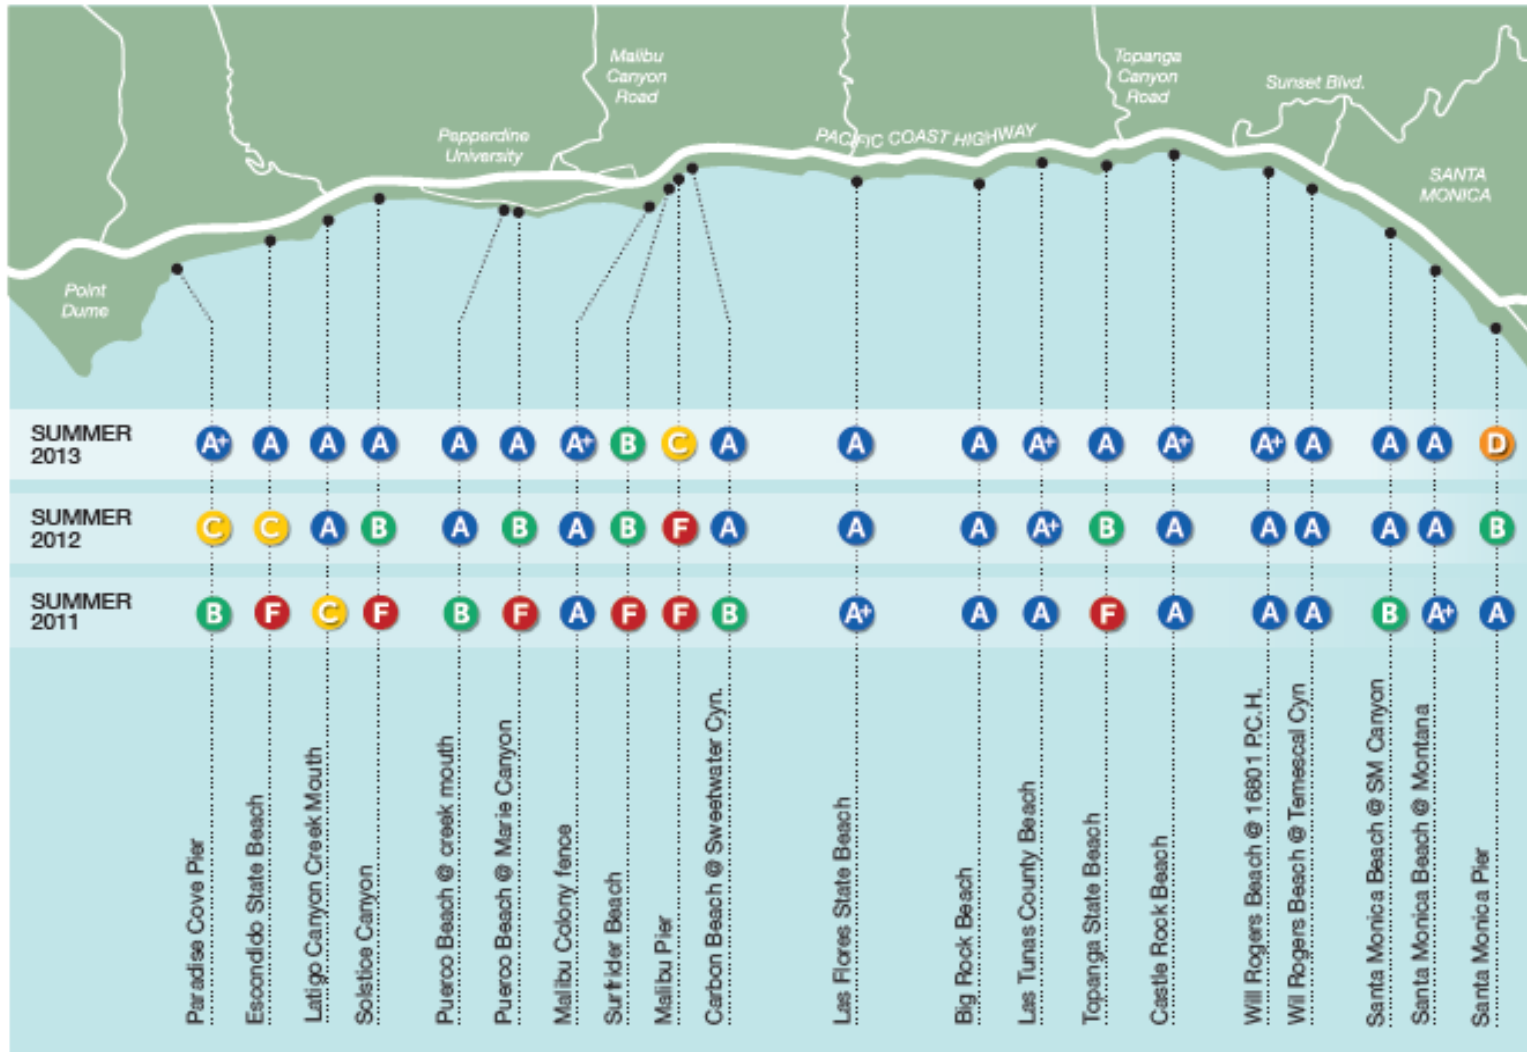 Malibu
Canyon
Road
Topanga
Canyon
Road
Sunset Blvd.
Pepperdine
University
PACIFIC COAST HIGHWAY
SANTA
MONICA
Point
Dume
SUMMER
2013
A+ A A A A A A+ B C A A A A+ A A+ A+ A A A D
SUMMER
2012
C C A B A B A B F A A A A+ B A A A A A B
SUMMER
2011
B F C F B F A F F B A+ A A F A A A B A+ A
Paradise Cove Pier
Escondido State Beach
Latigo Canyon Creek Mouth
Solstice Canyon
Puerco Beach @ creek mouth
Puerco Beach @ Marie Canyon
Malibu Colony fence
Surfrider Beach
Malibu Pier
Carbon Beach @ Sweetwater Cyn.
Las Flores State Beach
Big Rock Beach
Las Tunas County Beach
Topanga State Beach
Castle Rock Beach
Will Rogers Beach @ 16801 P.C.H.
Wil Rogers Beach @ Temescal Cyn
Santa Monica Beach @ SM Canyon
Santa Monica Beach @ Montana
Santa Monica Pier